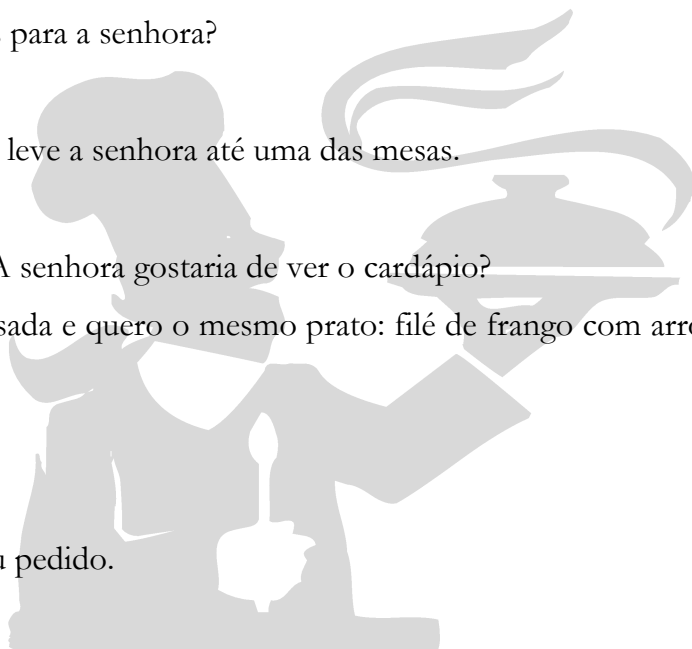 para a senhora?
leve a senhora até uma das mesas.
A senhora gostaria de ver o cardápio?
sada e quero o mesmo prato: filé de frango com arro
pedido.